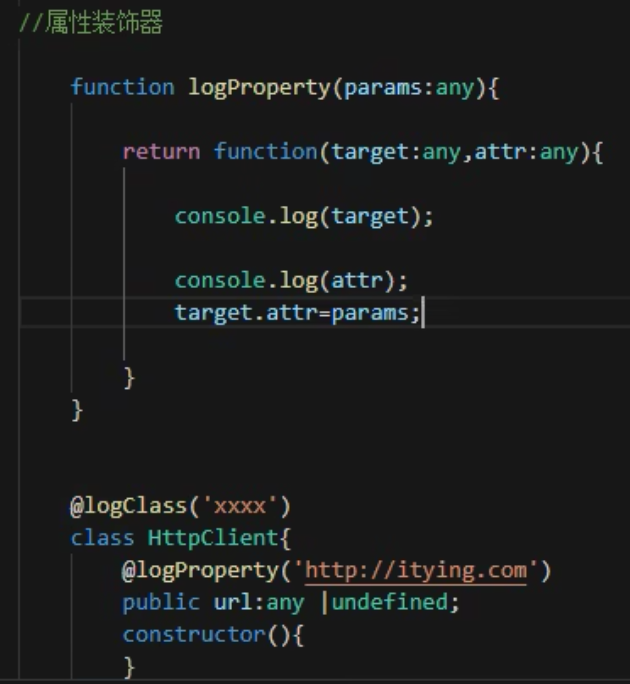 //属性装饰器
function logProperty(params:any){
return function(target:any,attr:any){
console.log(target);
console.log(attr);
target.attr=params;
}
}
@logClass('xxxx')
class HttpClient{
@logProperty('http://itying.com')
public url:any |undefined;
constructor(){
}